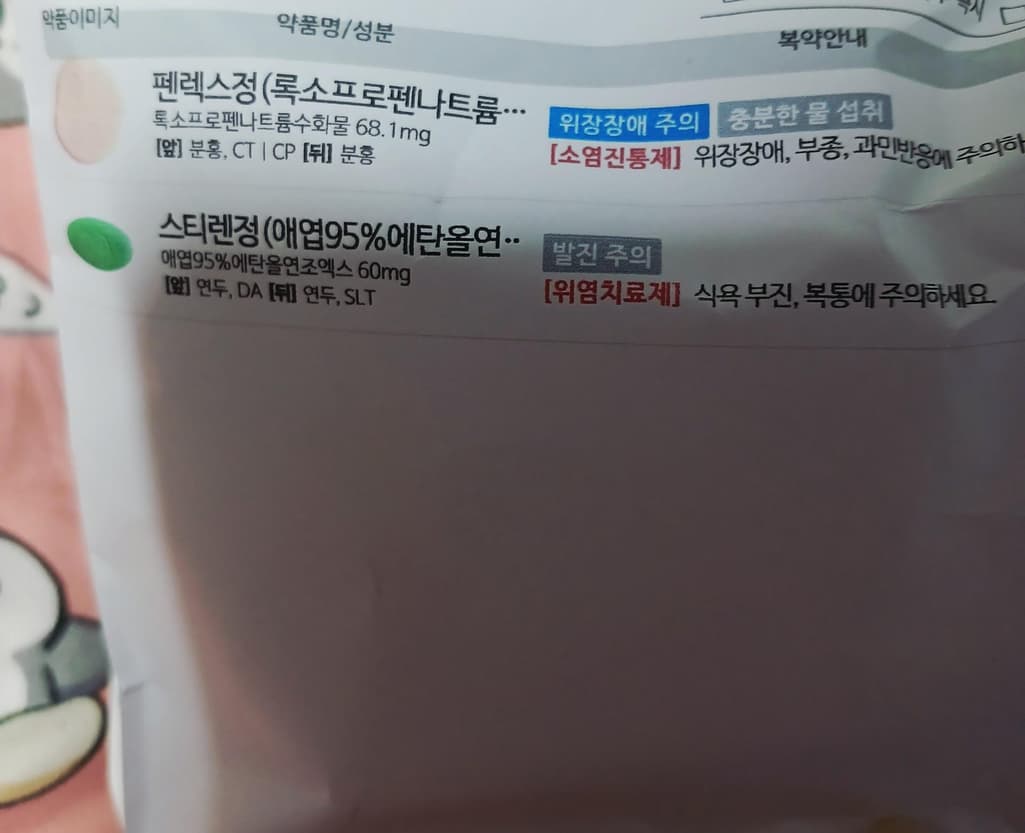 약품이미지 약품명/성분 복약안내
펜렉스정(록소프로펜나트륨…
록소프로펜나트륨수화물 68.1mg
[앞] 분홍, CT | CP [뒤] 분홍
위장장애 주의 충분한 물 섭취
[소염진통제] 위장장애, 부종, 과민반응에 주의하
스티렌정(애엽95%에탄올연··
애엽95%에탄올연조엑스 60mg
[앞] 연두, DA [뒤] 연두, SLT
발진 주의
[위염치료제] 식욕 부진, 복통에 주의하세요.